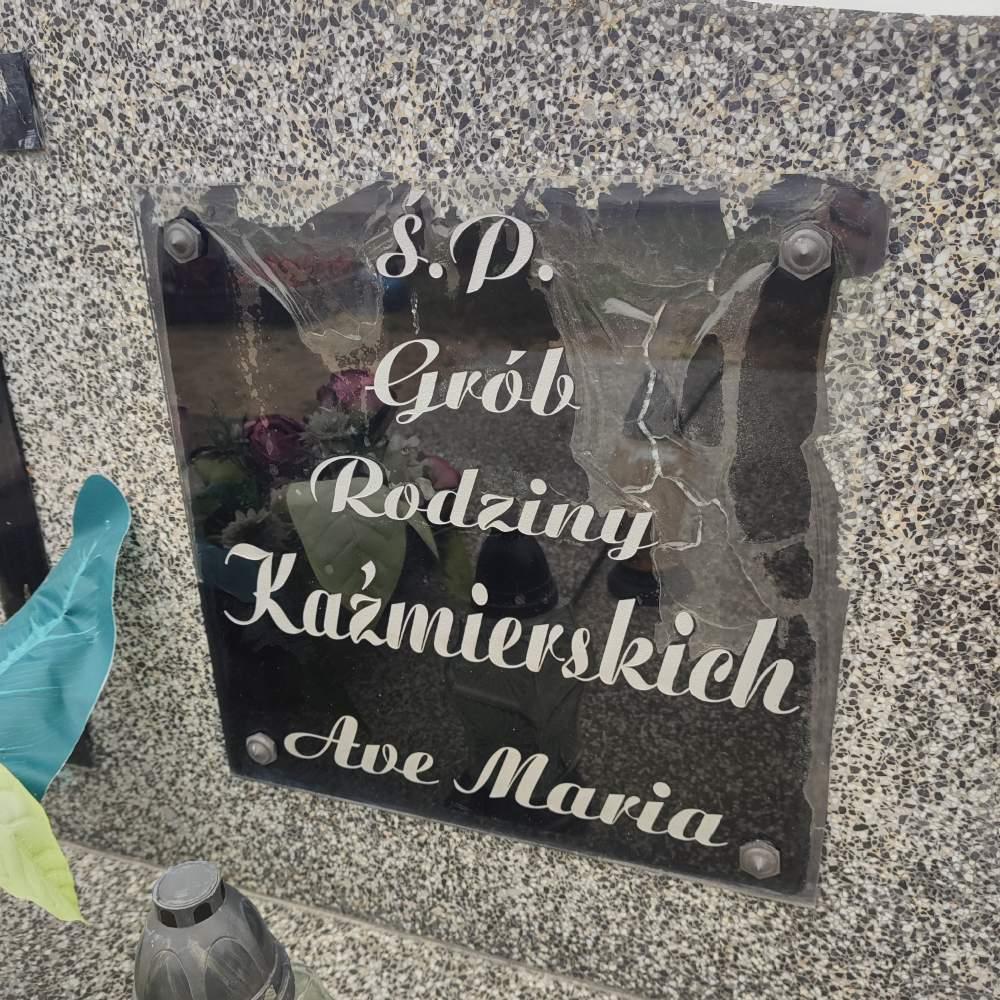 Ś.P.
Grób
Rodziny
Kaźmierskich
Ave Maria